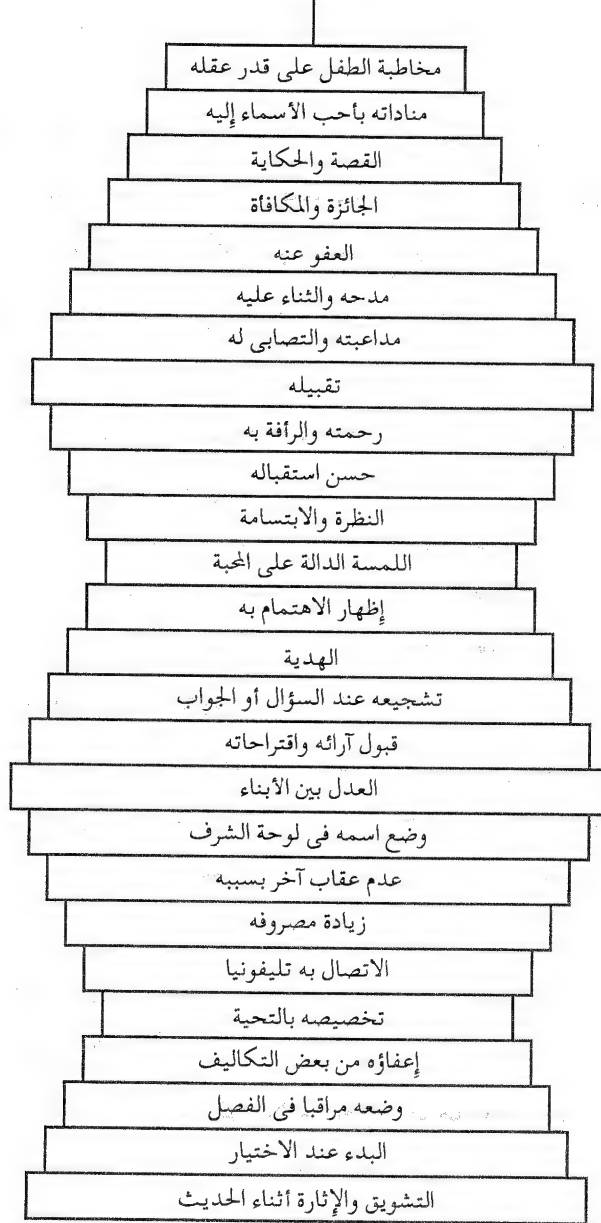 مخاطبة الطفل على قدر عقله
مناداته بأحب الأسماء إليه
القصة والحكاية
الجائزة والمكافأة
العفو عنه
مدحه والثناء عليه
مداعبته والتصابى له
تقبيله
رحمته والرأفة به
حسن استقباله
النظرة والابتسامة
اللمسة الدالة على المحبة
إظهار الاهتمام به
الهدية
تشجيعه عند السؤال أو الجواب
قبول آرائه واقتراحاته
العدل بين الأبناء
وضع اسمه فى لوحة الشرف
عدم عقاب آخر بسببه
زيادة مصروفه
الاتصال به تليفونيا
تخصيصه بالتحية
إعفاؤه من بعض التكاليف
وضعه مراقبا فى الفصل
البدء عند الاختيار
التشويق والإثارة أثناء الحديث